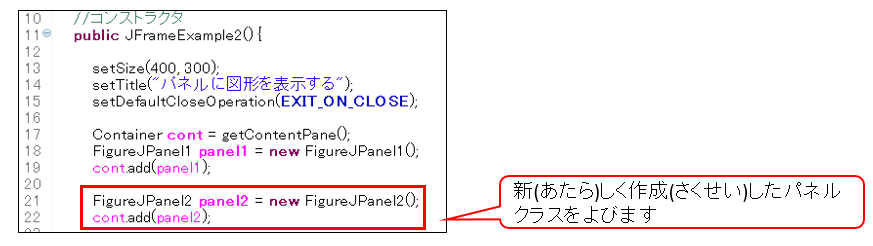 10 //コンストラクタ
11 public JFrameExample2() {
12
13 setSize(400, 300);
14 setTitle("パネルに図形を表示する");
15 setDefaultCloseOperation(EXIT_ON_CLOSE);
16
17 Container cont = getContentPane();
18 FigureJPanel1 panel1 = new FigureJPanel1();
19 cont.add(panel1);
20
21 FigureJPanel2 panel2 = new FigureJPanel2();
22 cont.add(panel2);
新(あたら)しく作成(さくせい)したパネル
クラスをよびます